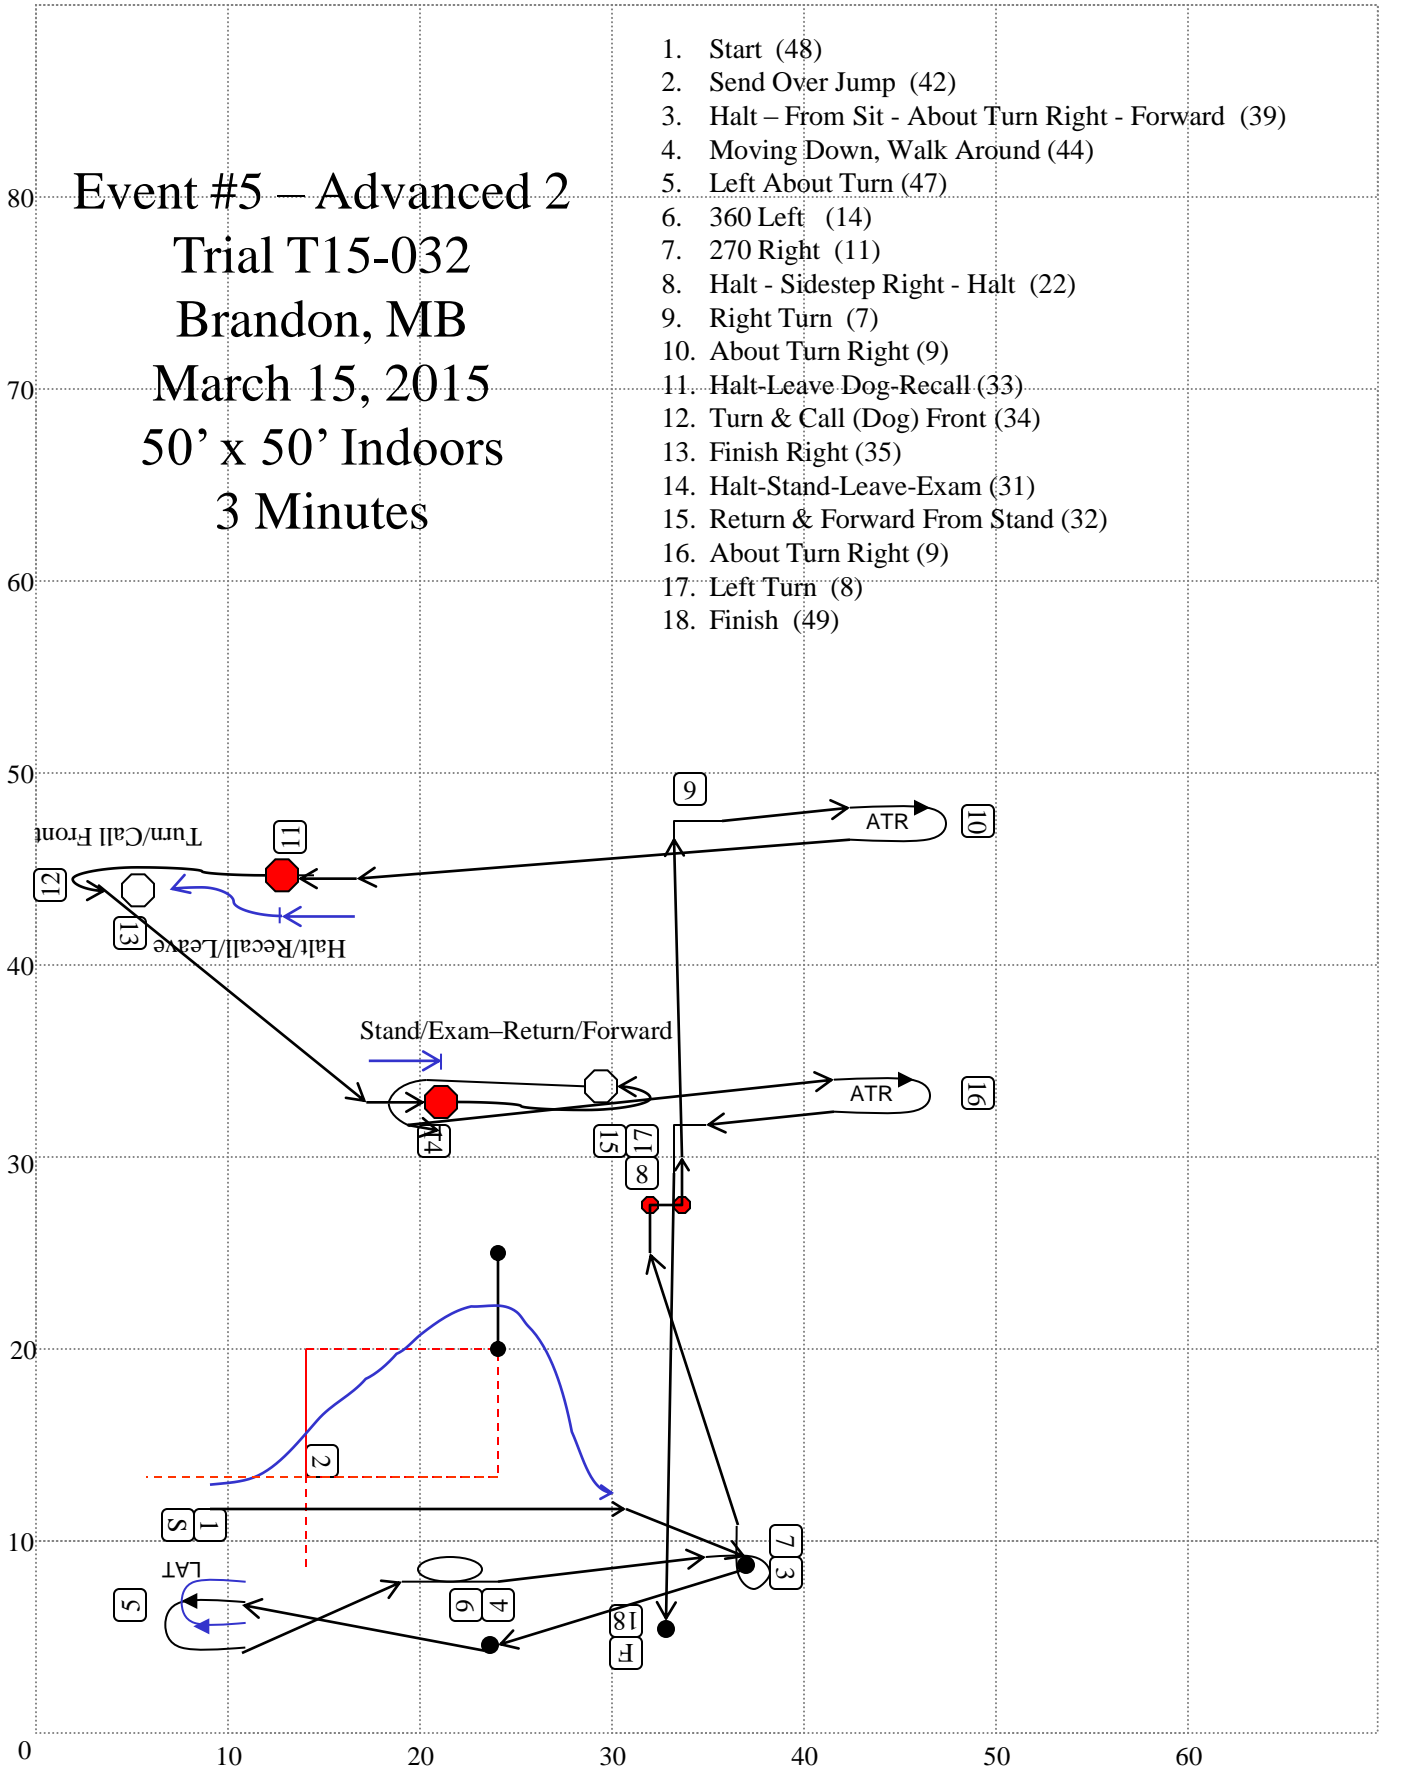 1. Start (48)
2. Send Over Jump (42)
3. Halt – From Sit - About Turn Right - Forward (39)
4. Moving Down, Walk Around (44)
5. Left About Turn (47)
6. 360 Left (14)
7. 270 Right (11)
8. Halt - Sidestep Right - Halt (22)
9. Right Turn (7)
10. About Turn Right (9)
11. Halt-Leave Dog-Recall (33)
12. Turn & Call (Dog) Front (34)
13. Finish Right (35)
14. Halt-Stand-Leave-Exam (31)
15. Return & Forward From Stand (32)
16. About Turn Right (9)
17. Left Turn (8)
18. Finish (49)
Event #5 – Advanced 2
Trial T15-032
Brandon, MB
March 15, 2015
50’ x 50’ Indoors
3 Minutes
80
70
60
50
9
ATR
10
Turn/Call Front
11
12
13
Halt/Recall/Leave
40
Stand/Exam–Return/Forward
ATR
16
14
15
17
30
8
20
2
S
1
10
7
3
LAT
5
6
4
18
F
0
10
20
30
40
50
60